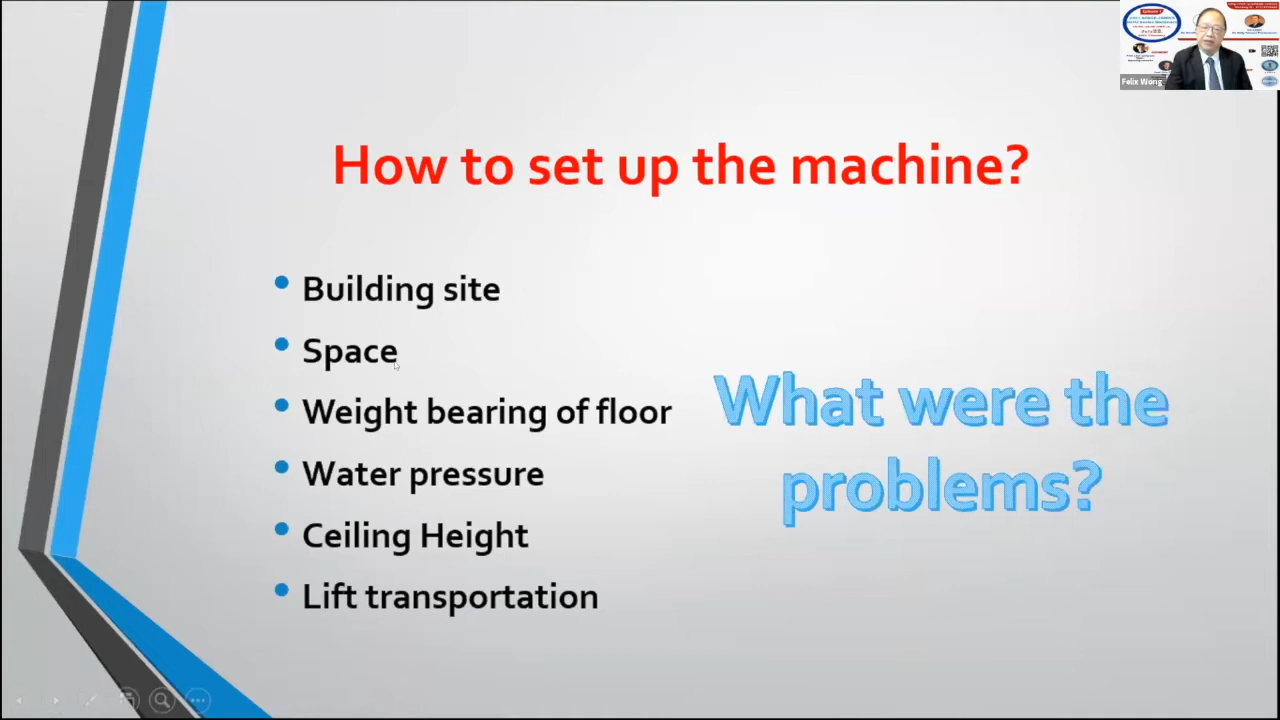 How to set up the machine?
Building site
Space
Weight bearing of floor
Water pressure
Ceiling Height
Lift transportation
What were the
problems?
Felix Wong